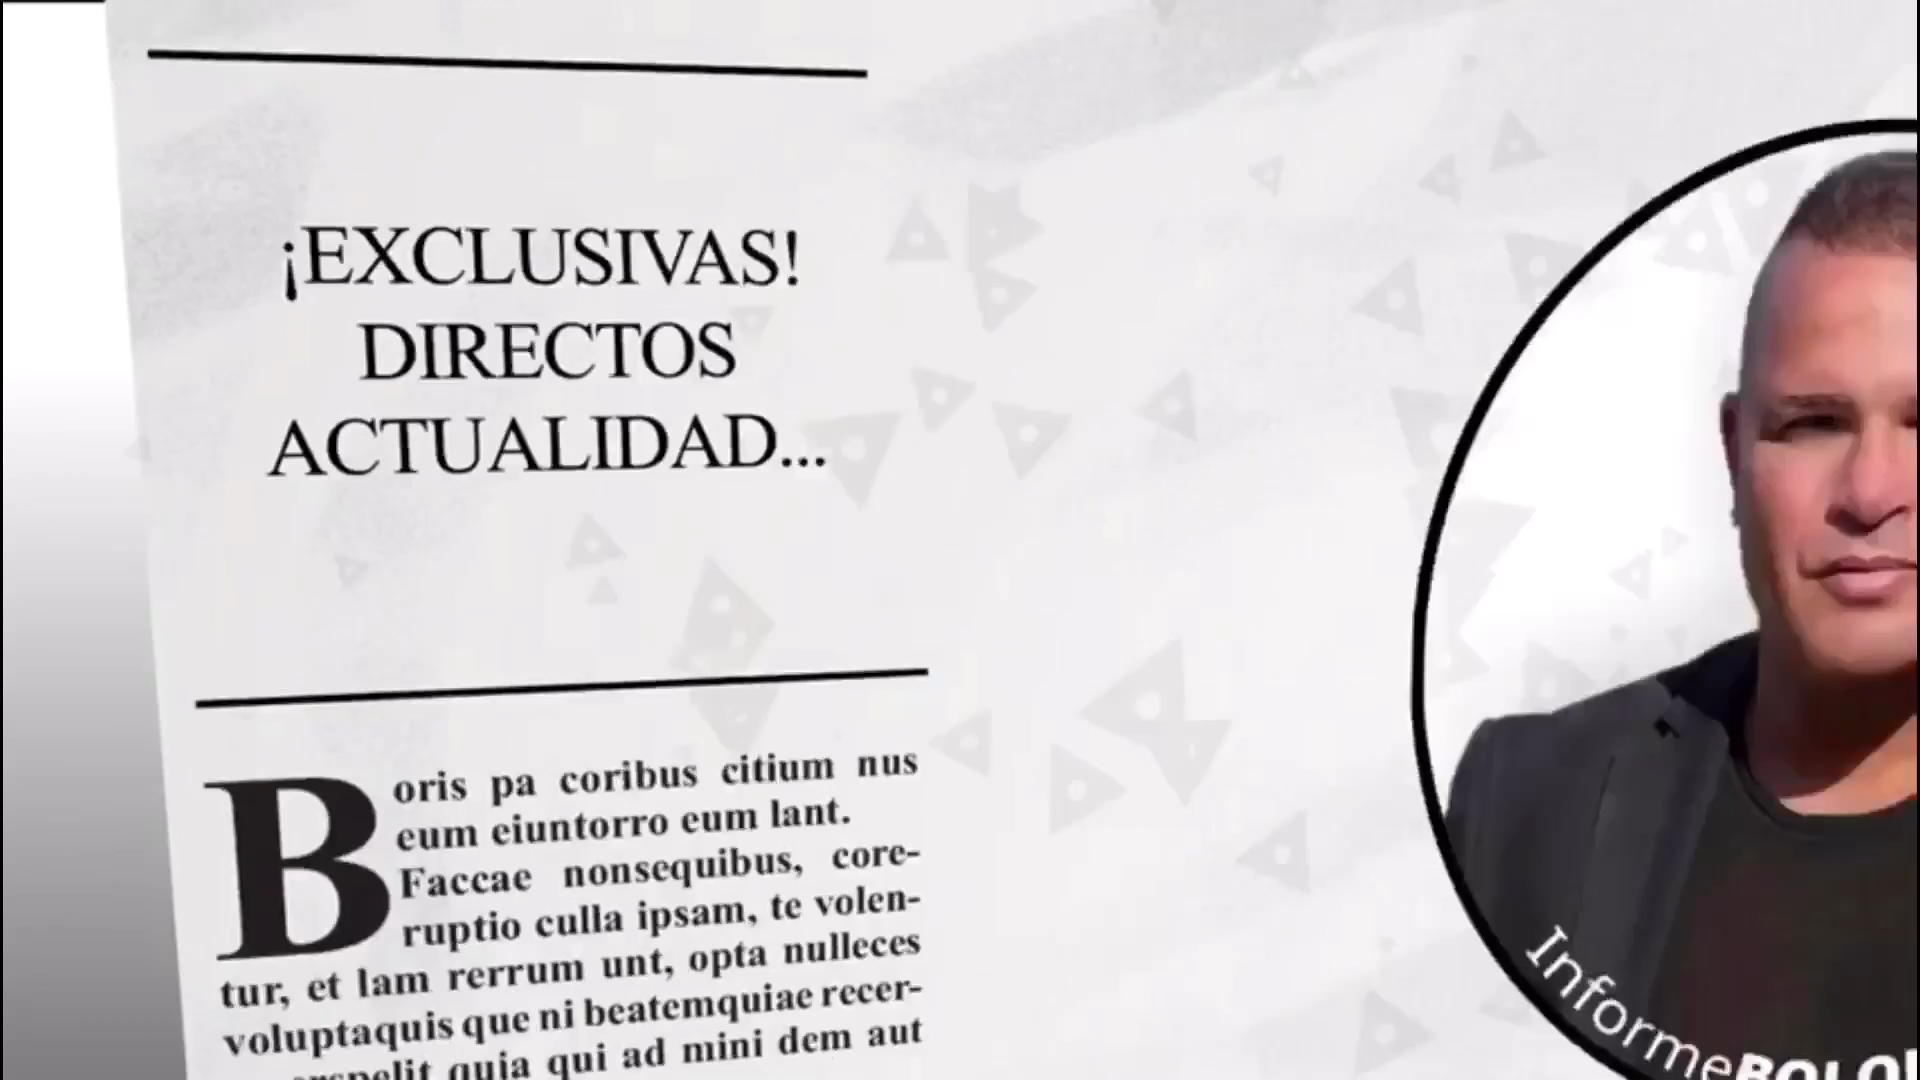 ¡EXCLUSIVAS!
DIRECTOS
ACTUALIDAD...
Boris pa coribus citium nus
eum eiuntorro eum lant.
Faccae nonsequibus, core-
ruptio culla ipsam, te volen-
tur, et lam rerrum unt, opta nulleces
voluptaquis que ni beatemquiae recer-
quia qui ad mini dem aut
Informe